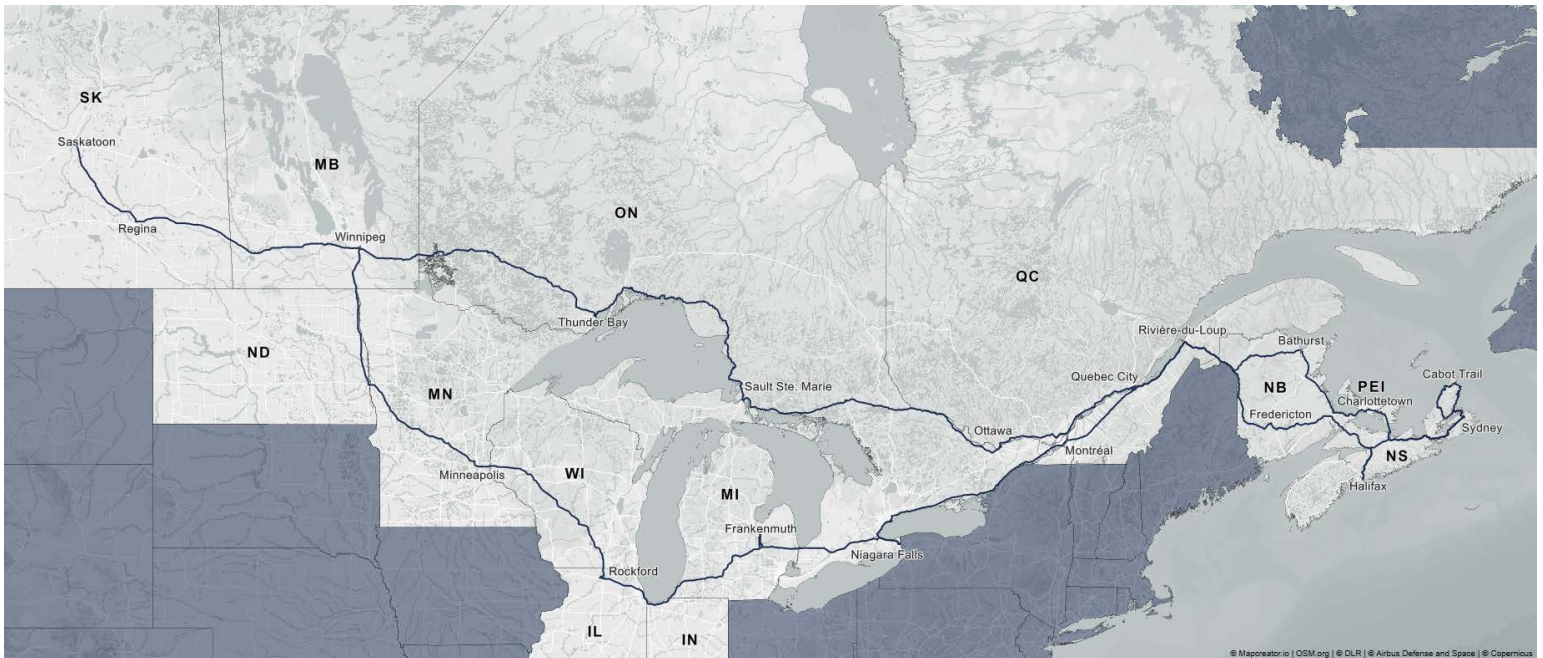 SK
Saskatoon
MB
ON
Regina
Winnipeg
QC
Thunder Bay
Rivière-du-Loup
Bathurst
ND
Cabot Trail
Quebec City
Sault Ste. Marie
NB
PEI
MN
Charlottetown
Fredericton
Ottawa
Sydney
Montréal
NS
Minneapolis
WI
Halifax
MI
Frankenmuth
Niagara Falls
Rockford
IL
IN
© Mapcreator.io | OSM.org | © DLR | © Airbus Defense and Space | © Copernicus